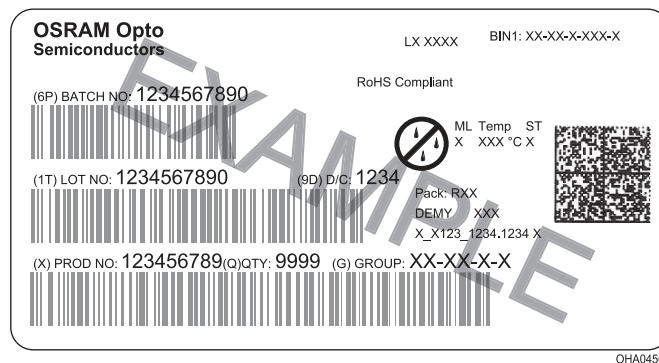 OSRAM Opto
Semiconductors
LX XXXX
BIN1: XX-XX-X-XXX-X
RoHS Compliant
(6P) BATCH NO: 1234567890
ML Temp ST
X XXX °C X
(1T) LOT NO: 1234567890
(9D) D/C: 1234
Pack: RXX
DEMY XXX
X_X123_1234.1234 X
(X) PROD NO: 123456789(Q)QTY: 9999 (G) GROUP: XX-XX-X-X
EXAMPLE